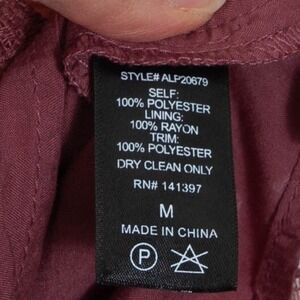 STYLE# ALP20679
SELF:
100% POLYESTER
LINING:
100% RAYON
TRIM:
100% POLYESTER
DRY CLEAN ONLY
RN# 141397
M
MADE IN CHINA
P